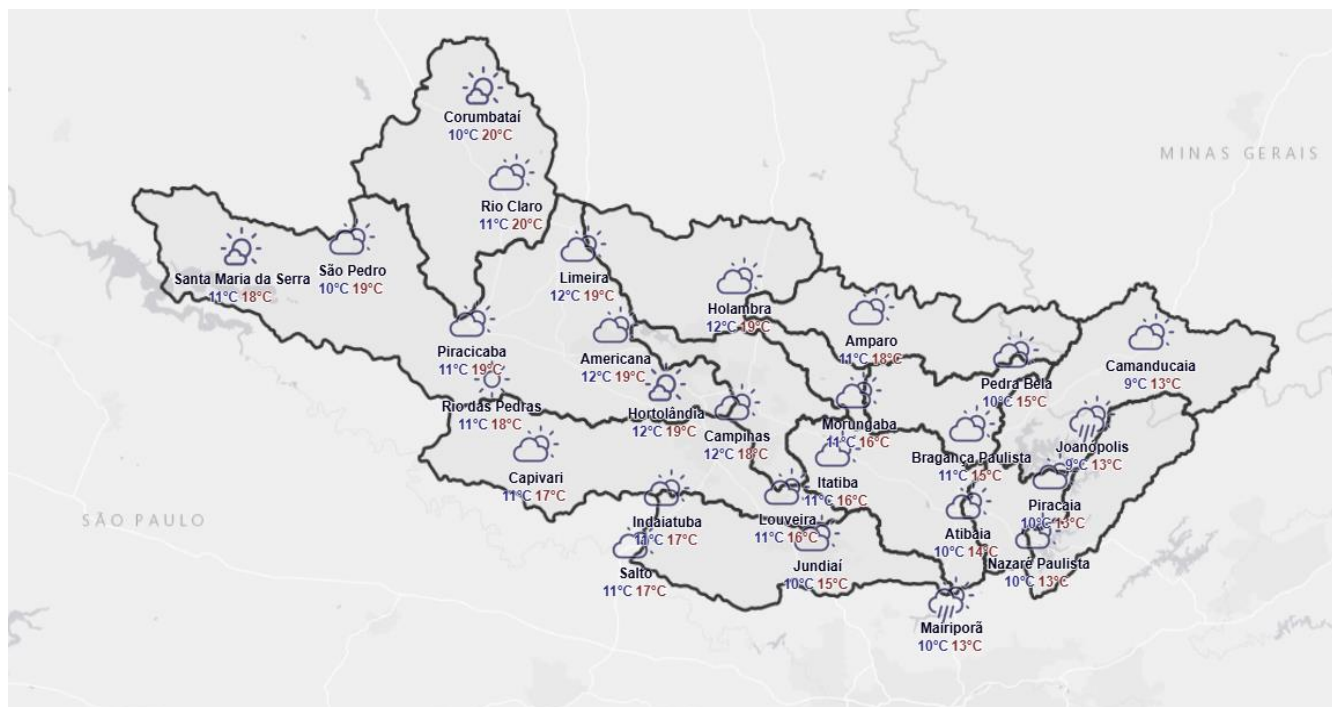 Corumbataí
10°C 20°C
MINAS GERAIS
Rio Claro
11°C 20°C
Santa Maria da Serra
11°C 18°C
São Pedro
10°C 19°C
Limeira
12°C 19°C
Holambra
12°C 19°C
Amparo
11°C 18°C
Piracicaba
11°C 19°C
Americana
12°C 19°C
Camanducaia
9°C 13°C
Pedra Bela
10°C 15°C
Rio das Pedras
11°C 18°C
Hortolândia
12°C 19°C
Campinas
12°C 18°C
Morungaba
11°C 16°C
Bragança Paulista
11°C 15°C
Joanópolis
9°C 13°C
Capivari
11°C 17°C
Itatiba
11°C 16°C
Piracaia
10°C 13°C
SÃO PAULO
Indaiatuba
11°C 17°C
Louveira
11°C 16°C
Atibaia
10°C 14°C
Salto
11°C 17°C
Jundiaí
10°C 15°C
Nazaré Paulista
10°C 13°C
Mairiporã
10°C 13°C